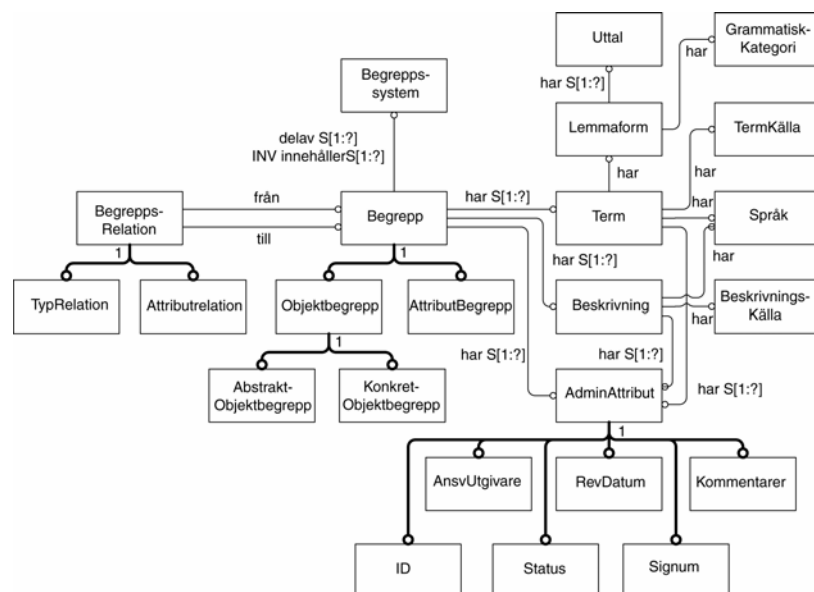 Uttal
Grammatisk-
Kategori
har
Begrepps-
system
har S[1:?]
Lemmaform
TermKälla
delav S[1:?]
INV innehållerS[1:?]
har
har
Begrepps-
Relation
från
till
Begrepp
har S[1:?]
Term
har
Språk
har
1
1
har S[1:?]
TypRelation
Attributrelation
Objektbegrepp
AttributBegrepp
Beskrivning
har
Beskrivnings-
Källa
1
har S[1:?]
har S[1:?]
Abstrakt-
Objektbegrepp
Konkret-
Objektbegrepp
AdminAttribut
har S[1:?]
1
AnsvUtgivare
RevDatum
Kommentarer
ID
Status
Signum